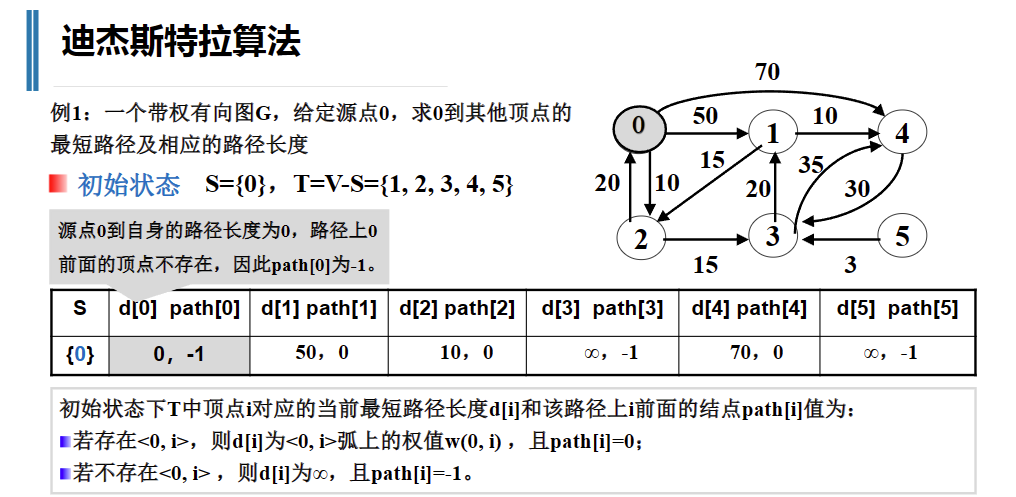 迪杰斯特拉算法
例1：一个带权有向图G，给定源点0，求0到其他顶点的
最短路径及相应的路径长度
初始状态 S={0}，T=V-S={1, 2, 3, 4, 5}
源点0到自身的路径长度为0，路径上0
前面的顶点不存在，因此path[0]为-1。
70
0 50 1 10 4
15 35
20 10 20 30
2 3 5
15 3
S d[0] path[0] d[1] path[1] d[2] path[2] d[3] path[3] d[4] path[4] d[5] path[5]
{0} 0，-1 50，0 10，0 ∞，-1 70，0 ∞，-1
初始状态下T中顶点i对应的当前最短路径长度d[i]和该路径上i前面的结点path[i]值为：
若存在<0, i>，则d[i]为<0, i>弧上的权值w(0, i) ，且path[i]=0；
若不存在<0, i> ，则d[i]为∞，且path[i]=-1。